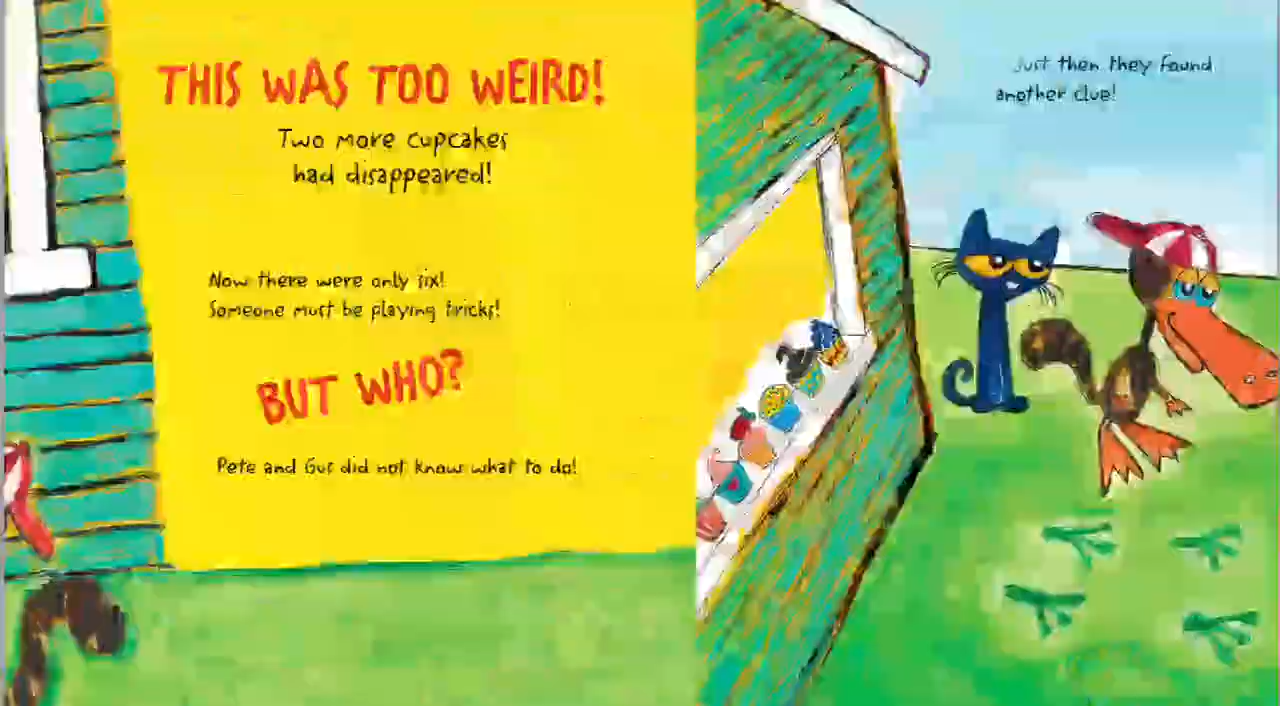 THIS WAS TOO WEIRD!
Two more cupcakes
had disappeared!
Now there were only six!
Someone must be playing tricks!
BUT WHO?
Pete and Gus did not know what to do!
Just then they found
another clue!